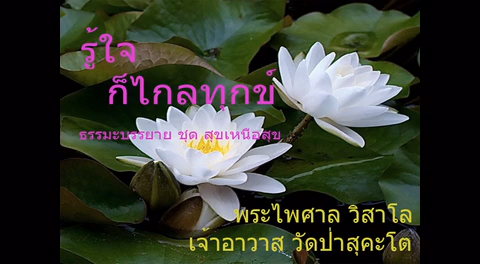 รู้ใจ
ก็ไกลทุกข์
ธรรมะบรรยาย ชุด สุขเหนือสุข
พระไพศาล วิสาโล
เจ้าอาวาส วัดป่าสุคะโต